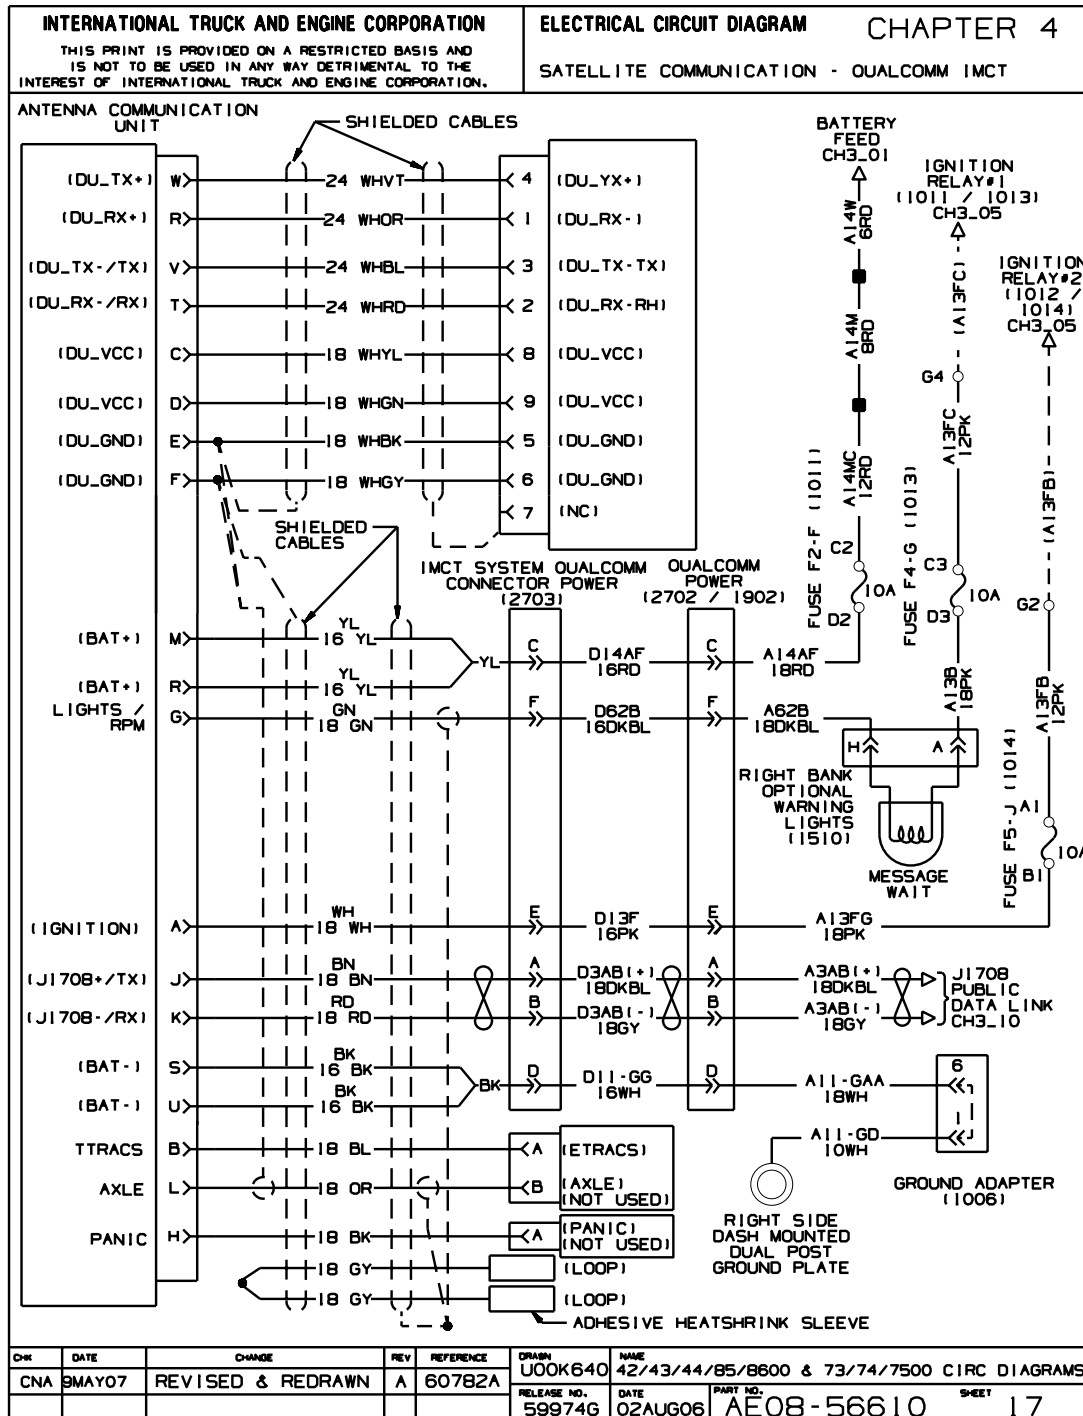 INTERNATIONAL TRUCK AND ENGINE CORPORATION
THIS PRINT IS PROVIDED ON A RESTRICTED BASIS AND
IS NOT TO BE USED IN ANY WAY DETRIMENTAL TO THE
INTEREST OF INTERNATIONAL TRUCK AND ENGINE CORPORATION.
ELECTRICAL CIRCUIT DIAGRAM
CHAPTER 4
SATELLITE COMMUNICATION - QUALCOMM IMCT
ANTENNA COMMUNICATION
UNIT
SHIELDED CABLES
(DU_TX+) W 24 WHVT 4 (DU_YX+)
(DU_RX+) R 24 WHOR 1 (DU_RX-)
(DU_TX-/TX) V 24 WHBL 3 (DU_TX-TX)
(DU_RX-/RX) T 24 WHRD 2 (DU_RX-RH)
(DU_VCC) C 18 WHYL 8 (DU_VCC)
(DU_VCC) D 18 WHGN 9 (DU_VCC)
(DU_GND) E 18 WHBK 5 (DU_GND)
(DU_GND) F 18 WHGY 6 (DU_GND)
7 (NC)
BATTERY
FEED
CH3_01
A14W
6RD
A14M
8RD
A14MC
12RD
FUSE F2-F (1011)
C2
10A
D2
IGNITION
RELAY#1
(1011 / 1013)
CH3_05
(A13FC)
G4
A13FC
12PK
FUSE F4-G (1013)
C3
10A
D3
A13B
18PK
IGNITION
RELAY#2
(1012 /
1014)
CH3_05
(A13FB)
G2
A13FB
12PK
FUSE F5-J (1014)
A1
10A
B1
SHIELDED
CABLES
IMCT SYSTEM QUALCOMM
CONNECTOR POWER
(2703)
QUALCOMM
POWER
(2702 / 1902)
(BAT+) M YL
16 YL
(BAT+) R YL
16 YL
YL C D14AF
16RD
C A14AF
18RD
LIGHTS /
RPM
G GN
18 GN
F D62B
16DKBL
F A62B
18DKBL
H A
RIGHT BANK
OPTIONAL
WARNING
LIGHTS
(1510)
MESSAGE
WAIT
(IGNITION) A WH
18 WH
E D13F
16PK
E A13FG
18PK
(J1708+/TX) J BN
18 BN
A D3AB(+)
18DKBL
A A3AB(+)
18DKBL
(J1708-/RX) K RD
18 RD
B D3AB(-)
18GY
B A3AB(-)
18GY
J1708
PUBLIC
DATA LINK
CH3_10
(BAT-) S BK
16 BK
(BAT-) U BK
16 BK
BK D D11-GG
16WH
D A11-GAA
18WH
6
A11-GD
10WH
GROUND ADAPTER
(1006)
RIGHT SIDE
DASH MOUNTED
DUAL POST
GROUND PLATE
TTRACS B 18 BL A (ETRACS)
AXLE L 18 OR B (AXLE)
(NOT USED)
PANIC H 18 BK A (PANIC)
(NOT USED)
18 GY (LOOP)
18 GY (LOOP)
ADHESIVE HEATSHRINK SLEEVE
CHK DATE CHANGE REV REFERENCE
CNA 9MAY07 REVISED & REDRAWN A 60782A
DRAWN
U00K640
NAME
42/43/44/85/8600 & 73/74/7500 CIRC DIAGRAMS
RELEASE NO.
59974G
DATE
02AUG06
PART NO.
AE08-56610
SHEET
17